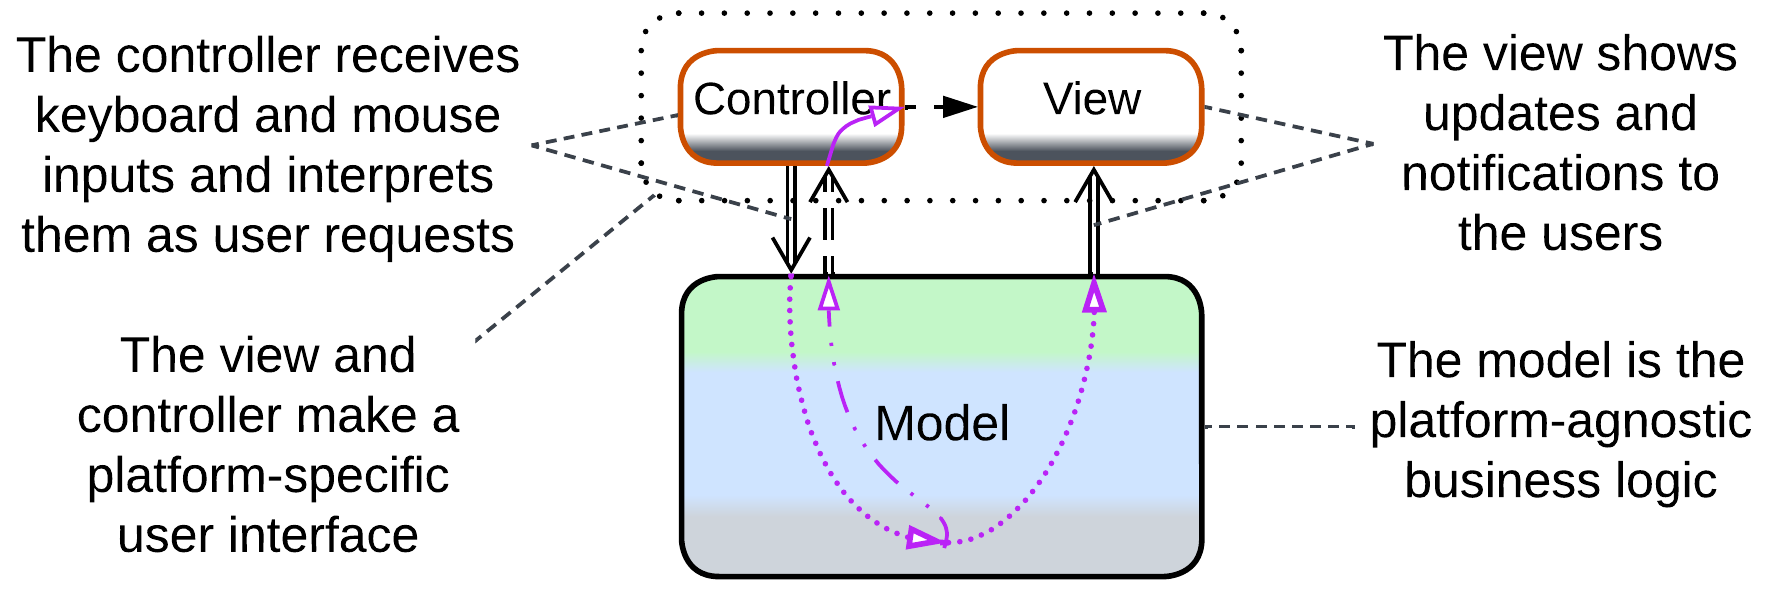 The controller receives
keyboard and mouse
inputs and interprets
them as user requests
Controller
View
The view shows
updates and
notifications to
the users
The view and
controller make a
platform-specific
user interface
Model
The model is the
platform-agnostic
business logic